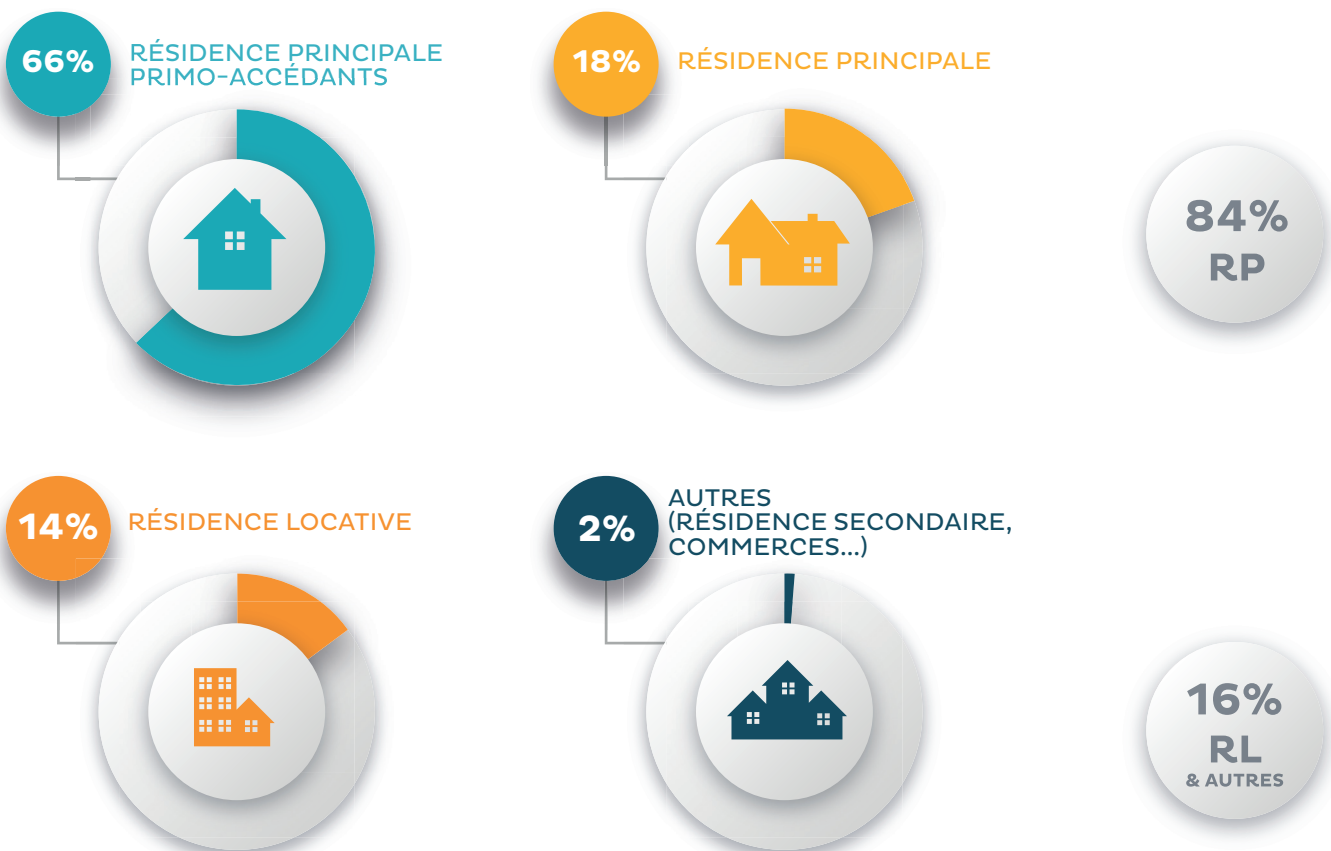 66%
RÉSIDENCE PRINCIPALE
PRIMO-ACCÉDANTS
18%
RÉSIDENCE PRINCIPALE
84%
RP
14%
RÉSIDENCE LOCATIVE
2%
AUTRES
(RÉSIDENCE SECONDAIRE,
COMMERCES...)
16%
RL
& AUTRES